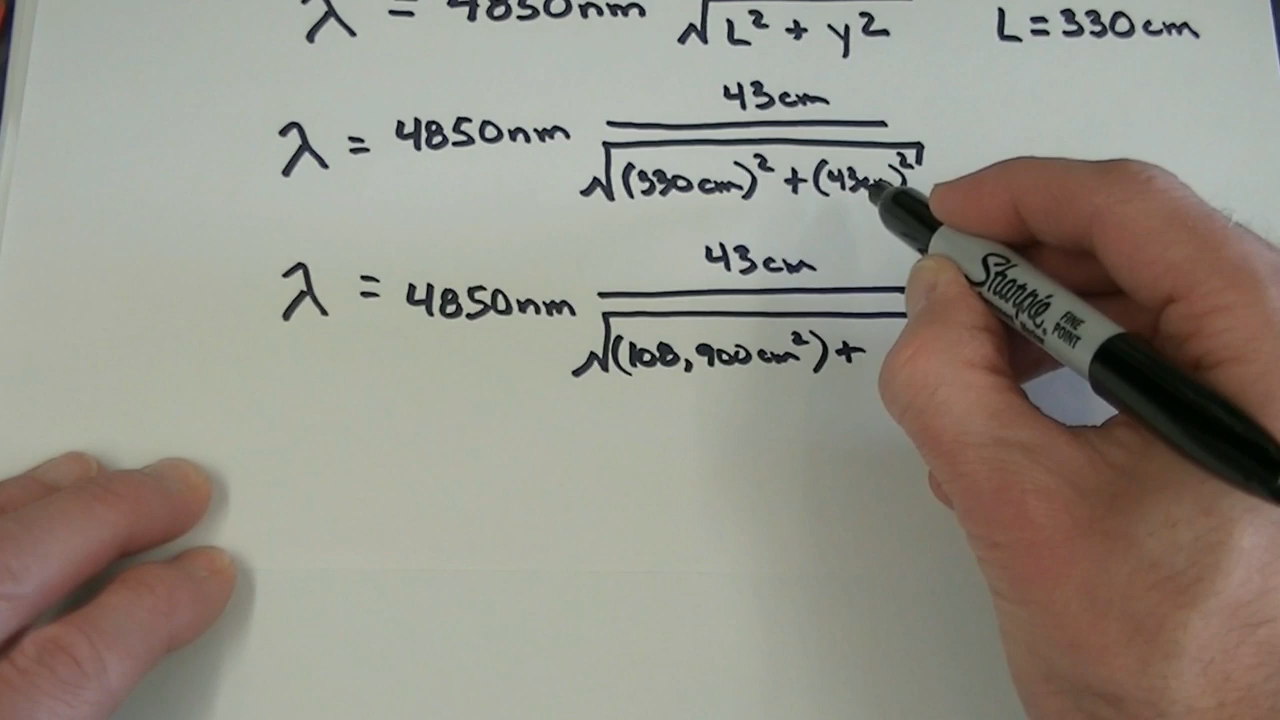 λ = 4850nm / √L² + y² L = 330cm
43cm
λ = 4850nm / √(330cm)² + (43cm)²
43cm
λ = 4850nm / √(108,900cm²) +
Sharpie. FINE POINT